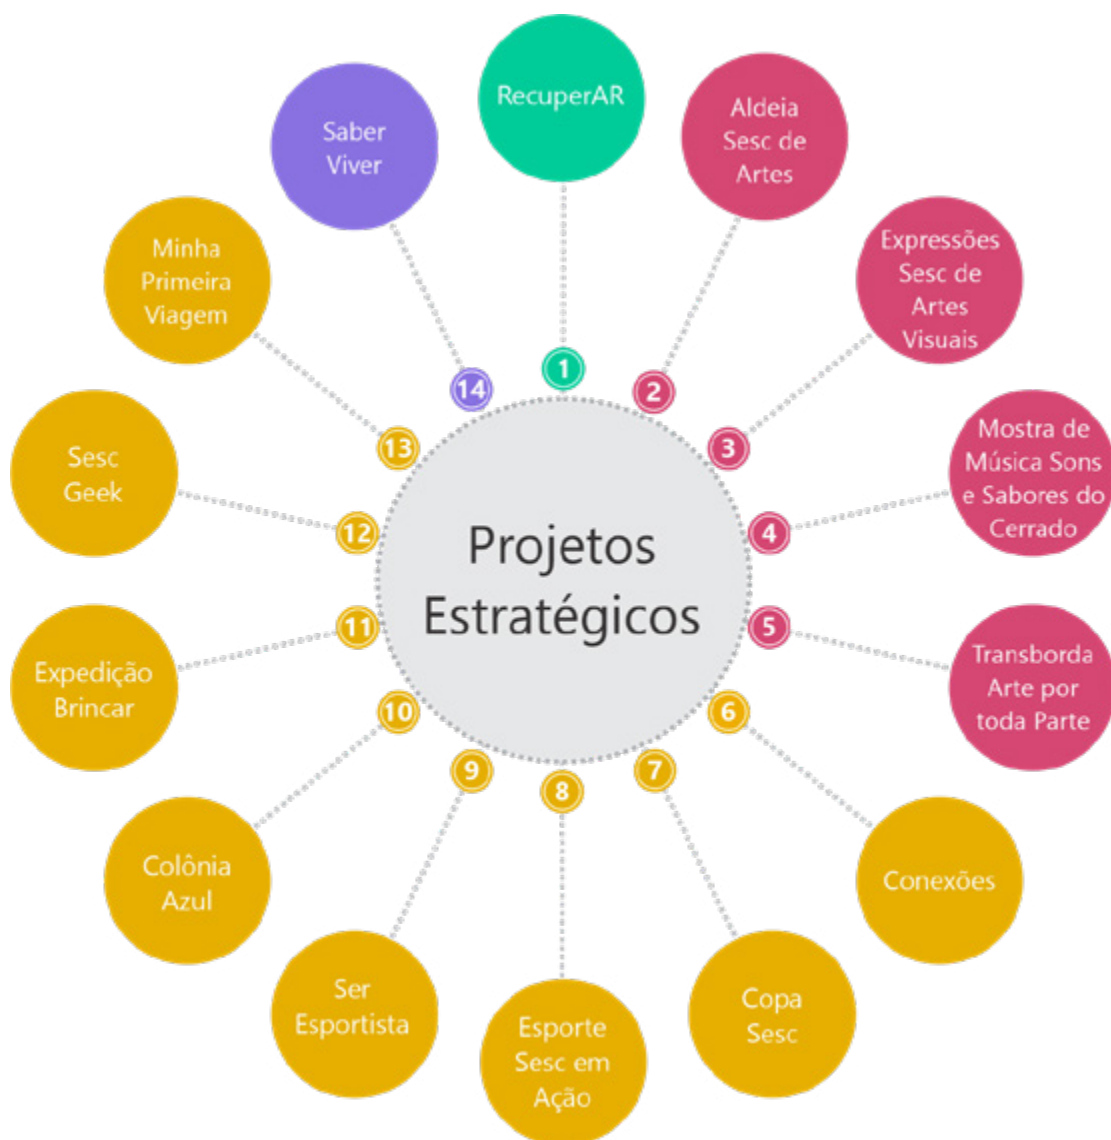 Projetos
Estratégicos
1
RecuperAR
2
Aldeia
Sesc de
Artes
3
Expressões
Sesc de
Artes
Visuais
4
Mostra de
Música Sons
e Sabores do
Cerrado
5
Transborda
Arte por
toda Parte
6
Conexões
7
Copa
Sesc
8
Esporte
Sesc em
Ação
9
Ser
Esportista
10
Colônia
Azul
11
Expedição
Brincar
12
Sesc
Geek
13
Minha
Primeira
Viagem
14
Saber
Viver